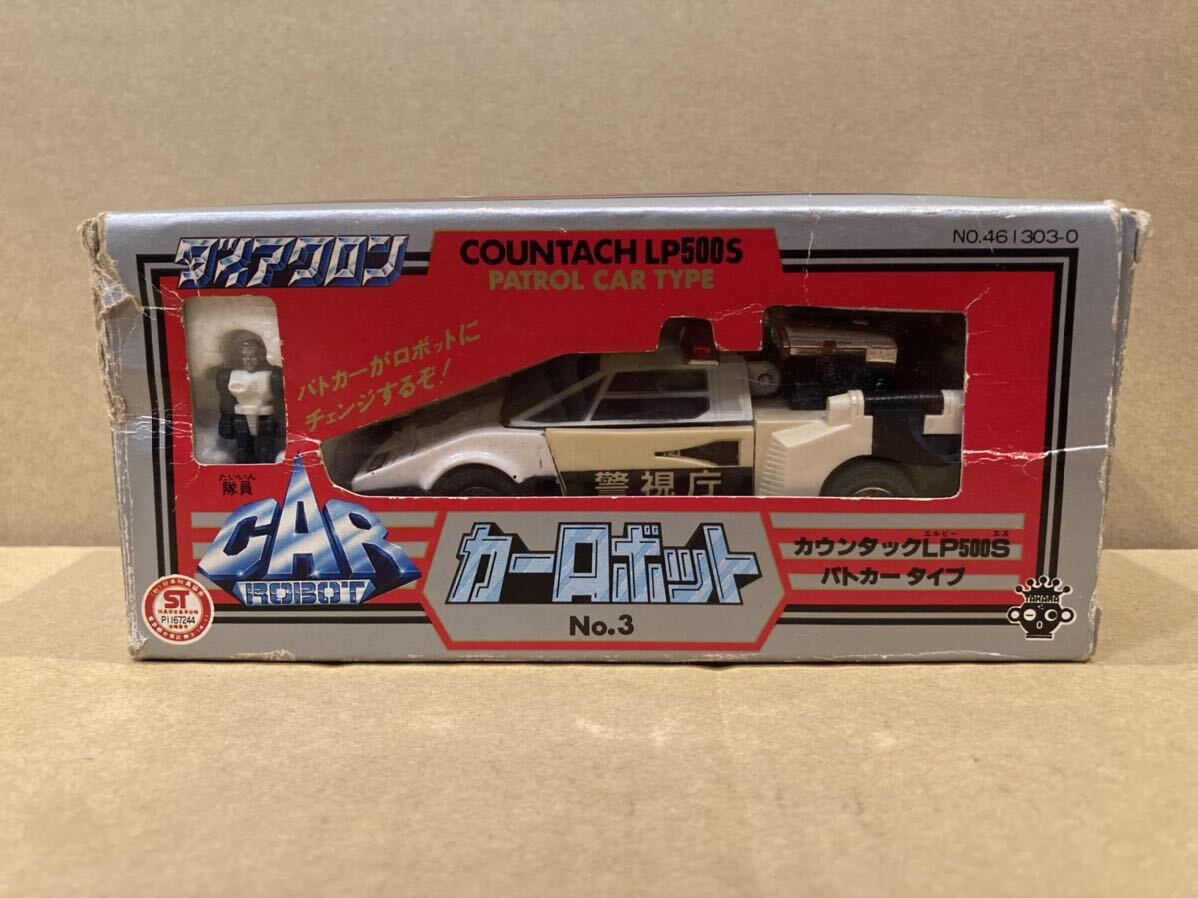 ダイアクロン
COUNTACH LP500S
PATROL CAR TYPE
NO.461303-0
パトカーがロボットに
チェンジするぞ!
警視庁
たいいん
隊員
CAR
ROBOT
カーロボット
No.3
エルピー エス
カウンタックLP500S
パトカー タイプ
TAKARA
ST
P1167244